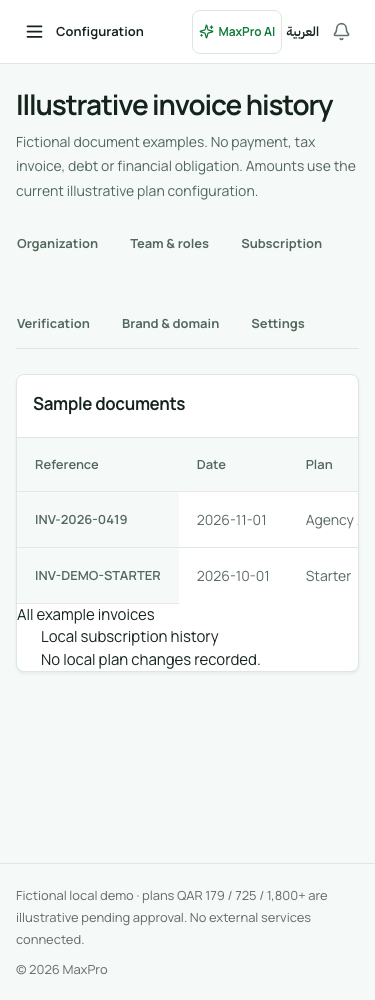 Configuration
MaxPro AI
العربية
Illustrative invoice history
Fictional document examples. No payment, tax
invoice, debt or financial obligation. Amounts use the
current illustrative plan configuration.
Organization Team & roles Subscription
Verification Brand & domain Settings
Sample documents
Reference Date Plan
INV-2026-0419 2026-11-01 Agency
INV-DEMO-STARTER 2026-10-01 Starter
All example invoices
Local subscription history
No local plan changes recorded.
Fictional local demo · plans QAR 179 / 725 / 1,800+ are
illustrative pending approval. No external services
connected.
© 2026 MaxPro